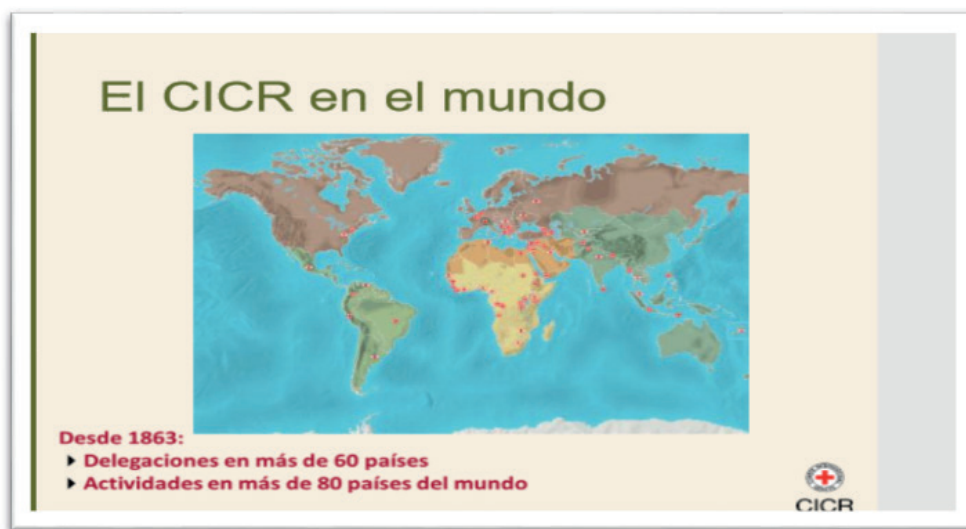 El CICR en el mundo
Desde 1863:
Delegaciones en más de 60 países
Actividades en más de 80 países del mundo
CICR